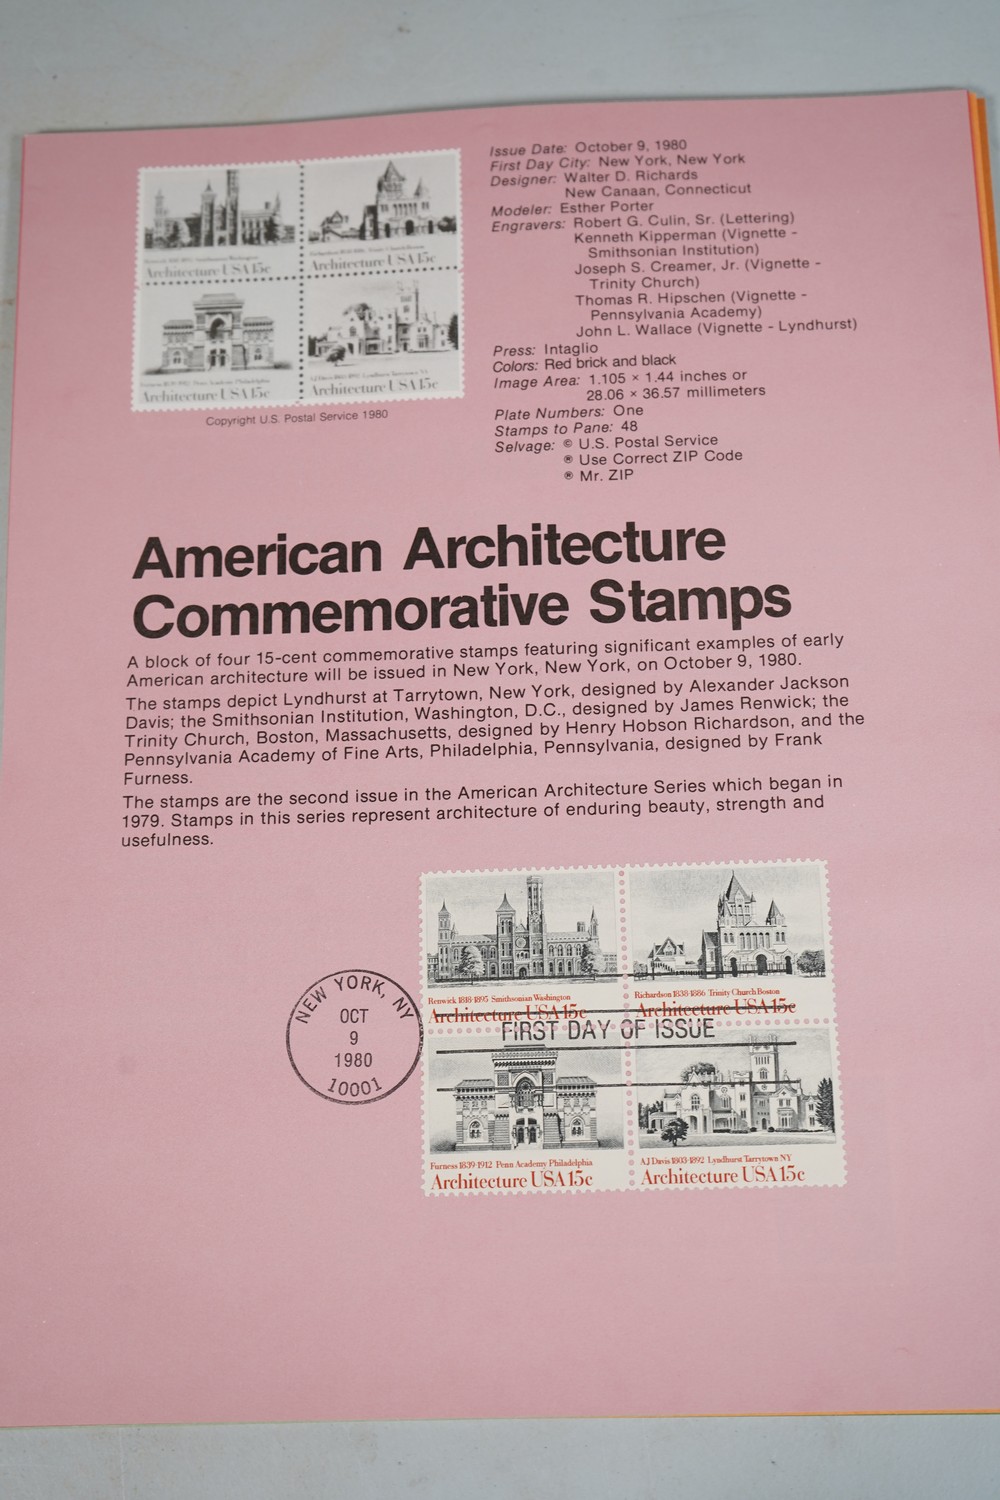 Architecture USA 15c
Architecture USA 15c
Architecture USA 15c
Architecture USA 15c
Copyright U.S. Postal Service 1980
Issue Date: October 9, 1980
First Day City: New York, New York
Designer: Walter D. Richards
New Canaan, Connecticut
Modeler: Esther Porter
Engravers: Robert G. Culin, Sr. (Lettering)
Kenneth Kipperman (Vignette -
Smithsonian Institution)
Joseph S. Creamer, Jr. (Vignette -
Trinity Church)
Thomas R. Hipschen (Vignette -
Pennsylvania Academy)
John L. Wallace (Vignette - Lyndhurst)
Press: Intaglio
Colors: Red brick and black
Image Area: 1.105 × 1.44 inches or
28.06 × 36.57 millimeters
Plate Numbers: One
Stamps to Pane: 48
Selvage: © U.S. Postal Service
® Use Correct ZIP Code
® Mr. ZIP
American Architecture
Commemorative Stamps
A block of four 15-cent commemorative stamps featuring significant examples of early
American architecture will be issued in New York, New York, on October 9, 1980.
The stamps depict Lyndhurst at Tarrytown, New York, designed by Alexander Jackson
Davis; the Smithsonian Institution, Washington, D.C., designed by James Renwick; the
Trinity Church, Boston, Massachusetts, designed by Henry Hobson Richardson, and the
Pennsylvania Academy of Fine Arts, Philadelphia, Pennsylvania, designed by Frank
Furness.
The stamps are the second issue in the American Architecture Series which began in
1979. Stamps in this series represent architecture of enduring beauty, strength and
usefulness.
NEW YORK, NY
OCT
9
1980
10001
Renwick 1818-1895 Smithsonian Washington
Architecture USA 15c
Richardson 1838-1886 Trinity Church Boston
Architecture USA 15c
FIRST DAY OF ISSUE
Furness 1839-1912 Penn Academy Philadelphia
Architecture USA 15c
AJ Davis 1803-1892 Lyndhurst Tarrytown NY
Architecture USA 15c